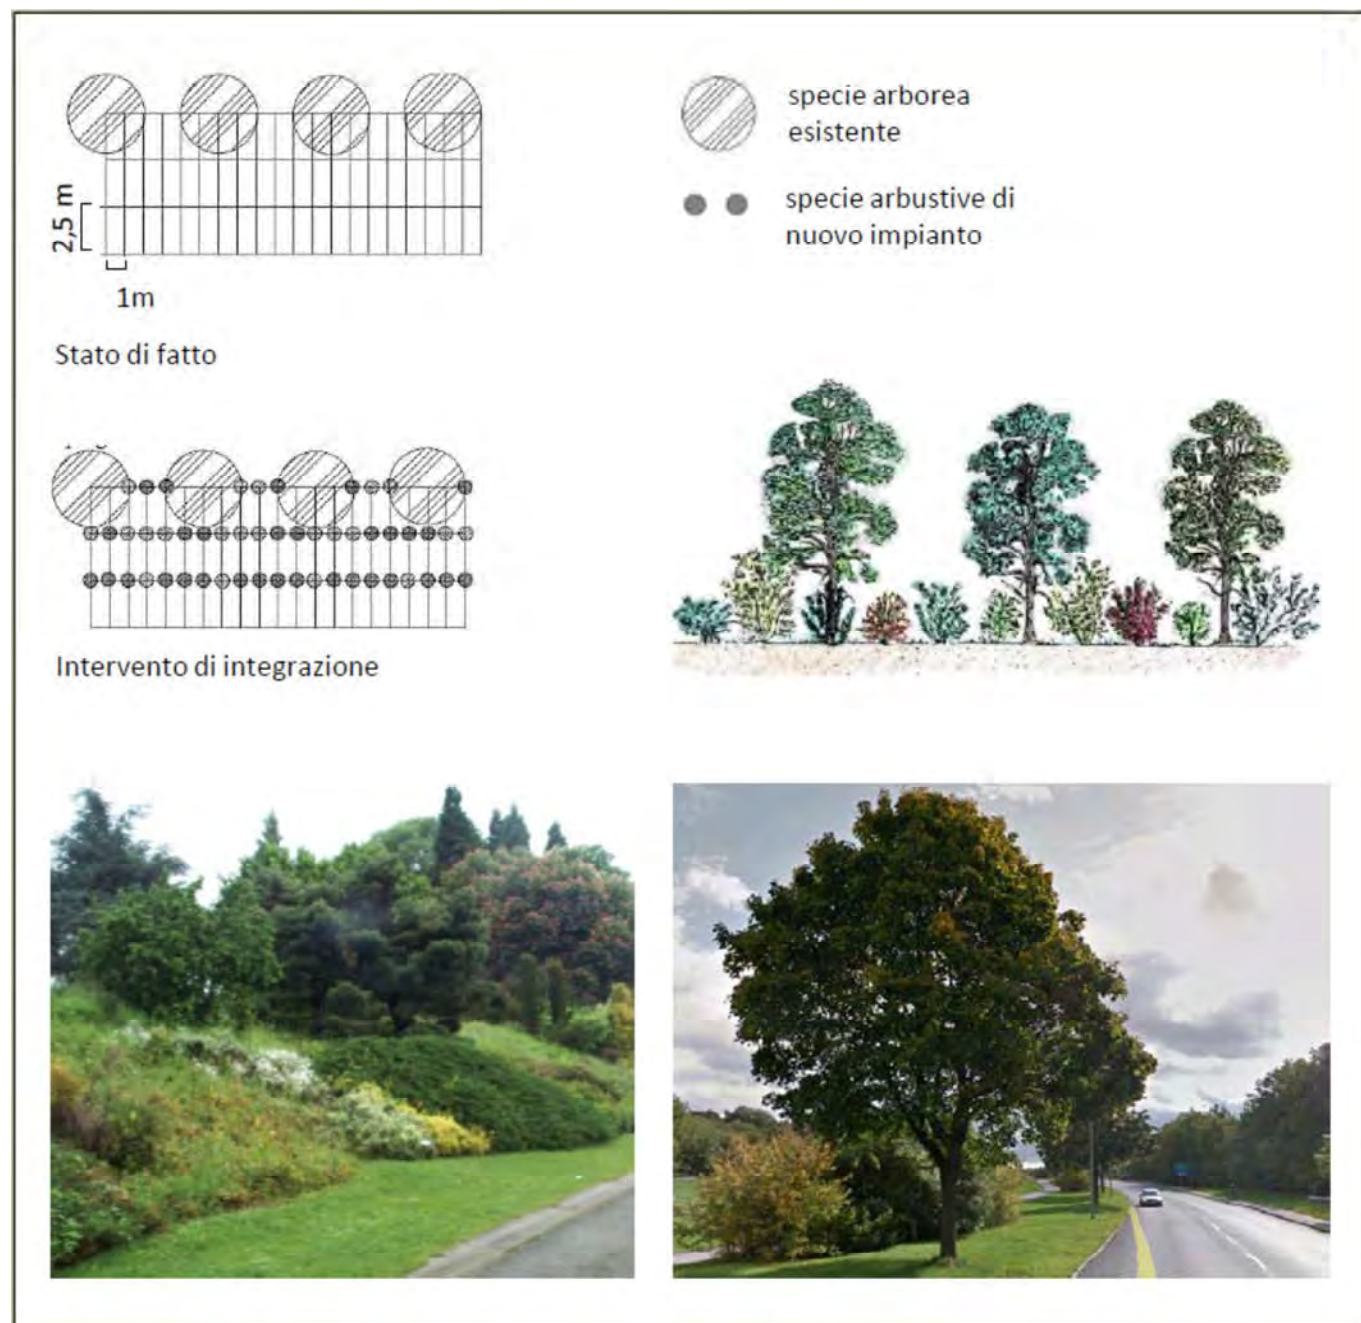 specie arborea
esistente
specie arbustive di
nuovo impianto
2,5 m
1m
Stato di fatto
Intervento di integrazione